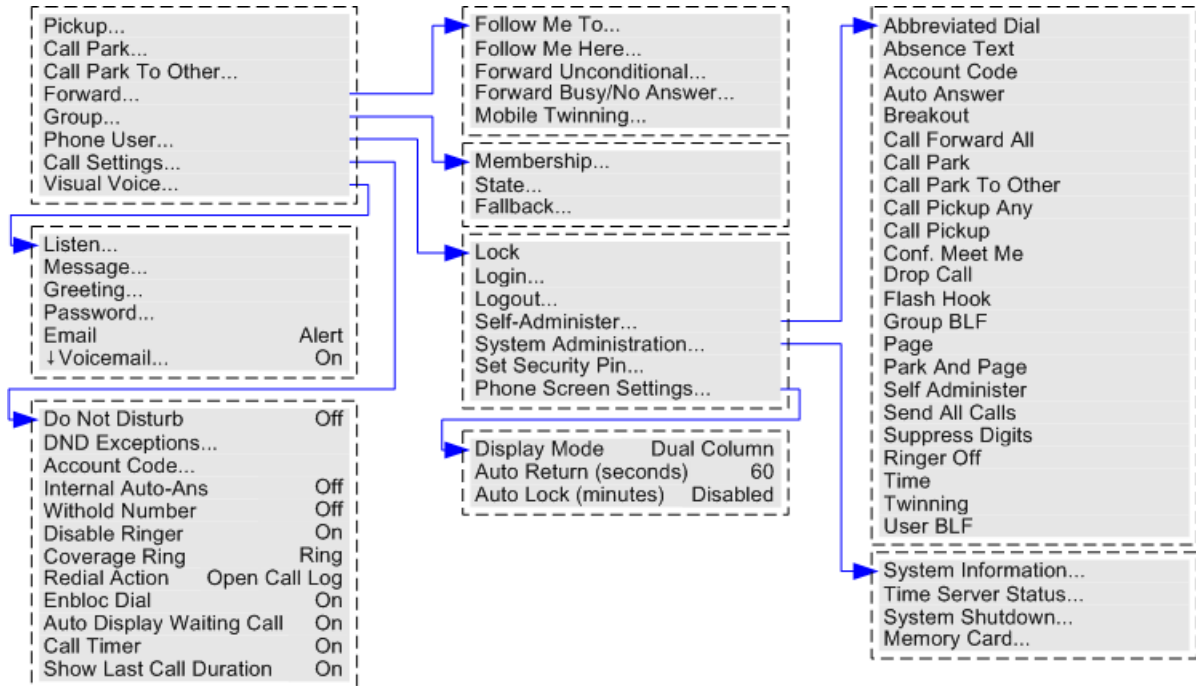 Pickup...
Call Park...
Call Park To Other...
Forward...
Group...
Phone User...
Call Settings...
Visual Voice...
Listen...
Message...
Greeting...
Password...
Email Alert
↓Voicemail... On
Do Not Disturb Off
DND Exceptions...
Account Code...
Internal Auto-Ans Off
Withold Number Off
Disable Ringer On
Coverage Ring Ring
Redial Action Open Call Log
Enbloc Dial On
Auto Display Waiting Call On
Call Timer On
Show Last Call Duration On
Follow Me To...
Follow Me Here...
Forward Unconditional...
Forward Busy/No Answer...
Mobile Twinning...
Membership...
State...
Fallback...
Lock
Login...
Logout...
Self-Administer...
System Administration...
Set Security Pin...
Phone Screen Settings...
Display Mode Dual Column
Auto Return (seconds) 60
Auto Lock (minutes) Disabled
Abbreviated Dial
Absence Text
Account Code
Auto Answer
Breakout
Call Forward All
Call Park
Call Park To Other
Call Pickup Any
Call Pickup
Conf. Meet Me
Drop Call
Flash Hook
Group BLF
Page
Park And Page
Self Administer
Send All Calls
Suppress Digits
Ringer Off
Time
Twinning
User BLF
System Information...
Time Server Status...
System Shutdown...
Memory Card...